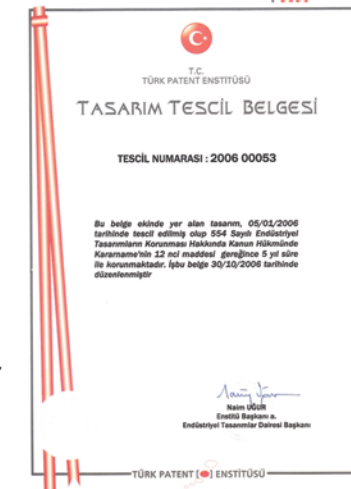 T.C.
TÜRK PATENT ENSTİTÜSÜ
TASARIM TESCİL BELGESİ
TESCİL NUMARASI : 2006 00053
Bu belge ekinde yer alan tasarım, 05/01/2006
tarihinde tescil edilmiş olup 554 Sayılı Endüstriyel
Tasarımların Korunması Hakkında Kanun Hükmünde
Kararname'nin 12 nci maddesi gereğince 5 yıl süre
ile korunmaktadır. İşbu belge 30/10/2006 tarihinde
düzenlenmiştir
Naim UĞUR
Enstitü Başkanı a.
Endüstriyel Tasarımlar Dairesi Başkanı
TÜRK PATENT ENSTİTÜSÜ